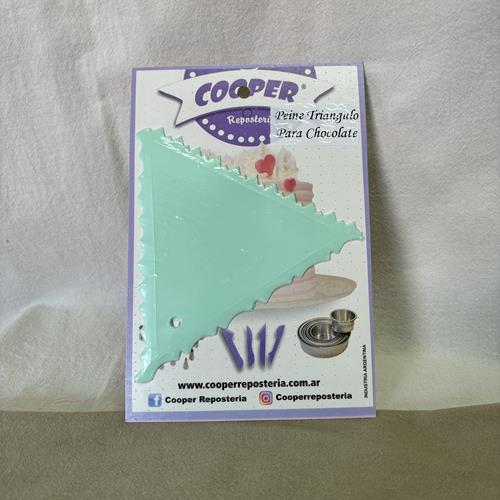 COOPER®
Repostería
Peine Triangulo
Para Chocolate
www.cooperreposteria.com.ar
Cooper Reposteria
Cooperreposteria
INDUSTRIA ARGENTINA